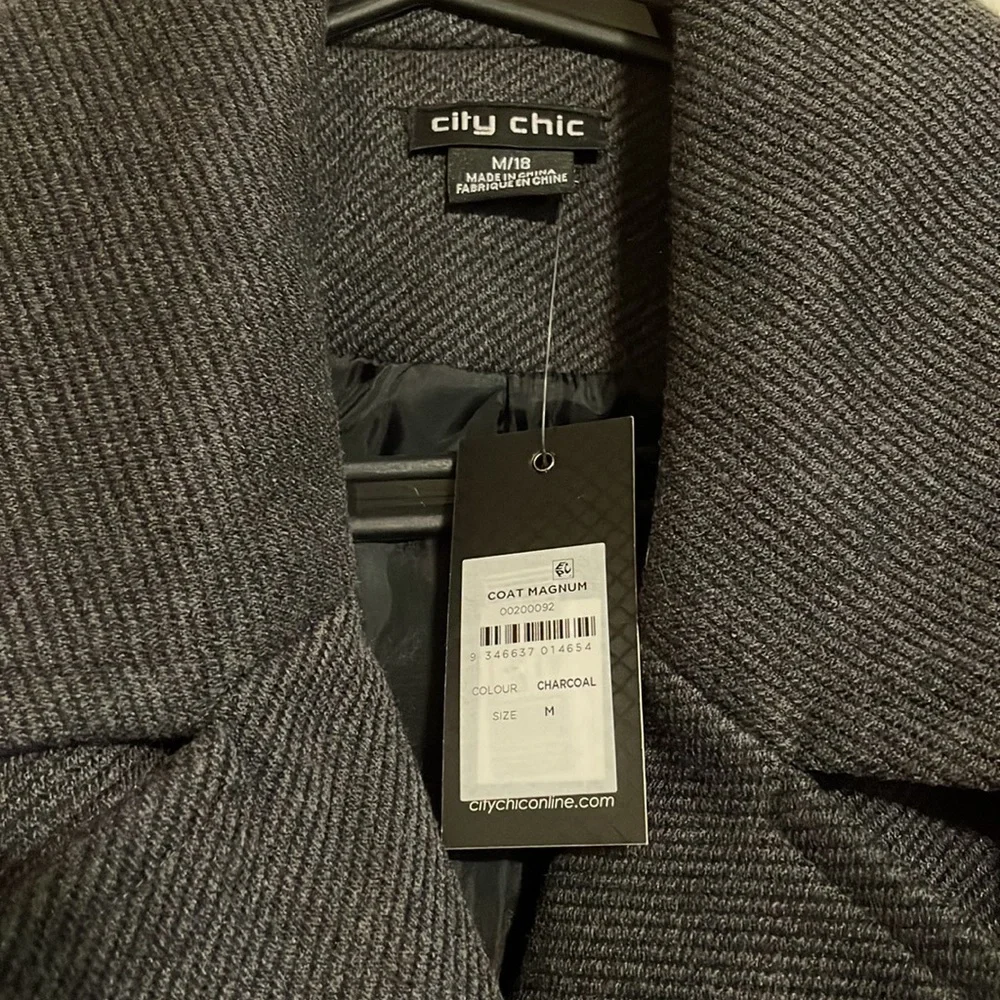 city chic
M/18
MADE IN CHINA
FABRIQUE EN CHINE
COAT MAGNUM
00200092
9 346637 014654
COLOUR CHARCOAL
SIZE M
citychiconline.com